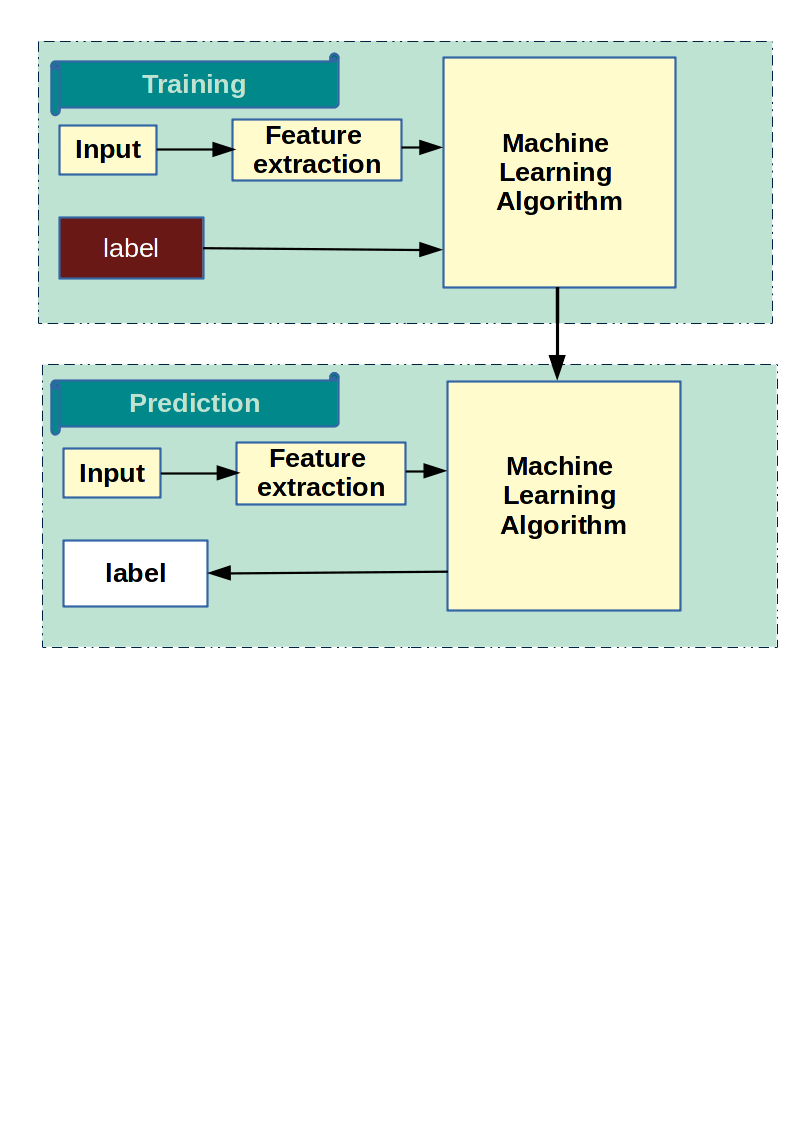 Training
Input
Feature
extraction
Machine
Learning
Algorithm
label
Prediction
Input
Feature
extraction
Machine
Learning
Algorithm
label